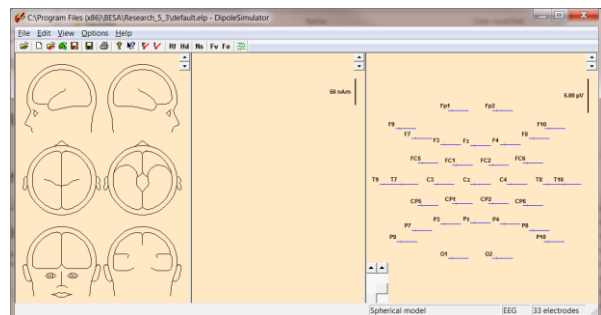 C:\Program Files (x86)\BESA\Research_5_3\default.elp - DipoleSimulator
File Edit View Options Help
Rf Hd Ns Fv Fe
50 nAm
5.00 µV
Fp1 Fp2
F9 F10
F7 F8
F3 Fz F4
FC5 FC6
FC1 FC2
T9 T7 C3 Cz C4 T8 T10
CP5 CP1 CP2 CP6
P7 P3 Pz P4 P8
P9 P10
O1 O2
Spherical model EEG 33 electrodes